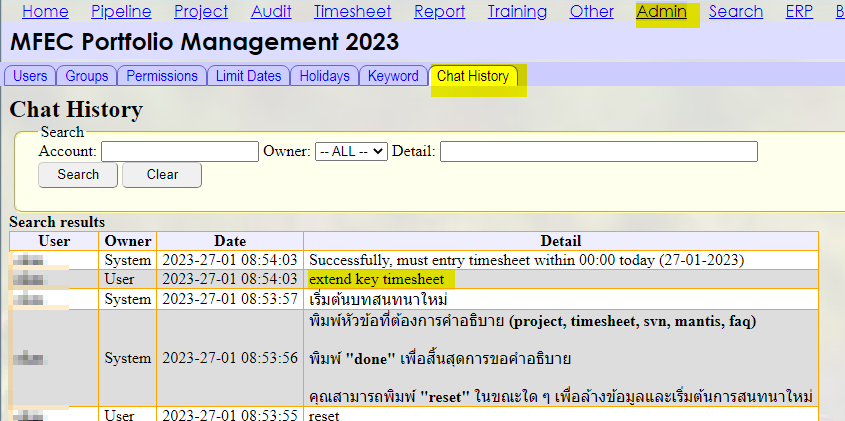 Home Pipeline Project Audit Timesheet Report Training Other Admin Search ERP B
MFEC Portfolio Management 2023
Users Groups Permissions Limit Dates Holidays Keyword Chat History
Chat History
Search
Account: Owner: -- ALL -- Detail:
Search Clear
Search results
User Owner Date Detail
System 2023-27-01 08:54:03 Successfully, must entry timesheet within 00:00 today (27-01-2023)
User 2023-27-01 08:54:03 extend key timesheet
System 2023-27-01 08:53:57 เริ่มต้นบทสนทนาใหม่
พิมพ์หัวข้อที่ต้องการคำอธิบาย (project, timesheet, svn, mantis, faq)
System 2023-27-01 08:53:56 พิมพ์ "done" เพื่อสิ้นสุดการขอคำอธิบาย
คุณสามารถพิมพ์ "reset" ในขณะใด ๆ เพื่อล้างข้อมูลและเริ่มต้นการสนทนาใหม่
User 2023-27-01 08:53:55 reset